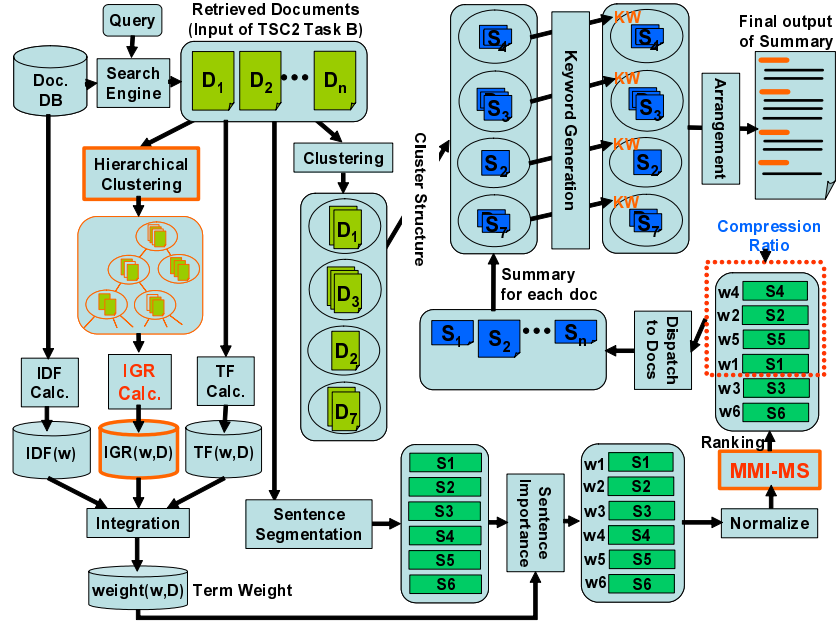 Query
Retrieved Documents
(Input of TSC2 Task B)
Doc.
DB
Search
Engine
D1
D2
•••
Dn
Hierarchical
Clustering
Clustering
D1
D3
D2
D7
IDF
Calc.
IGR
Calc.
TF
Calc.
IDF(w)
IGR(w,D)
TF(w,D)
Integration
weight(w,D)
Term Weight
Sentence
Segmentation
S1
S2
S3
S4
S5
S6
Sentence
Importance
w1 S1
w2 S2
w3 S3
w4 S4
w5 S5
w6 S6
Normalize
MMI-MS
Ranking
Compression
Ratio
w4 S4
w2 S2
w5 S5
w1 S1
w3 S3
w6 S6
Dispatch
to Docs
Summary
for each doc
S1
S2
•••
Sn
Cluster Structure
S4
S3
S2
S7
Keyword Generation
KW
S4
KW
S3
KW
S2
KW
S7
Arrangement
Final output
of Summary